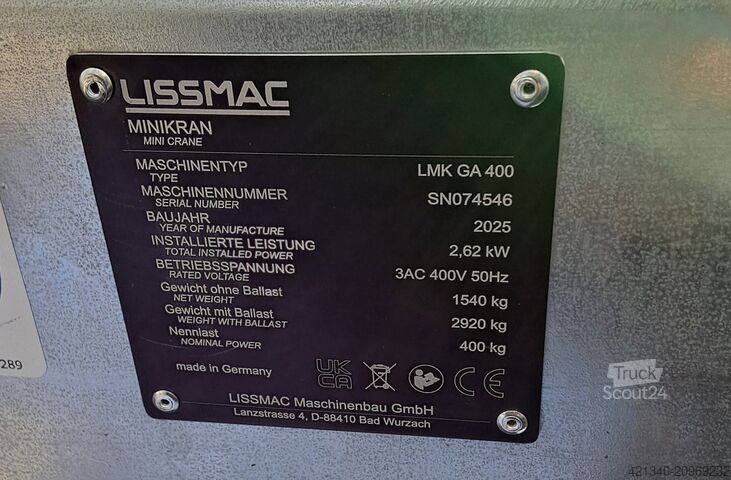 LISSMAC
MINIKRAN
MINI CRANE
MASCHINENTYP LMK GA 400
TYPE
MASCHINENNUMMER SN074546
SERIAL NUMBER
BAUJAHR 2025
YEAR OF MANUFACTURE
INSTALLIERTE LEISTUNG 2,62 kW
TOTAL INSTALLED POWER
BETRIEBSSPANNUNG 3AC 400V 50Hz
RATED VOLTAGE
Gewicht ohne Ballast 1540 kg
NET WEIGHT
Gewicht mit Ballast 2920 kg
WEIGHT WITH BALLAST
Nennlast 400 kg
NOMINAL POWER
made in Germany UK CA CE
LISSMAC Maschinenbau GmbH
Lanzstrasse 4, D-88410 Bad Wurzach
289
Truck
Scout24
421340-20969232